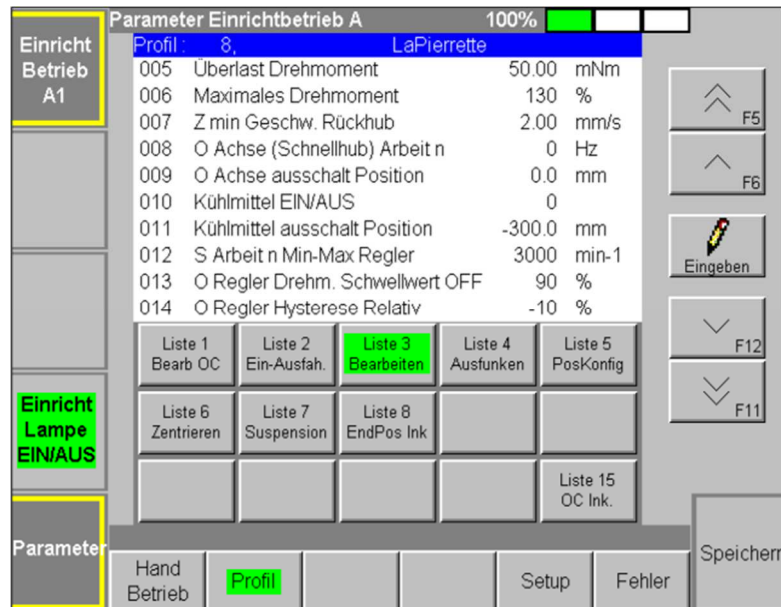 Parameter Einrichtbetrieb A 100%
Einricht
Betrieb
A1
Profil : 8, LaPierrette
005 Überlast Drehmoment 50.00 mNm
006 Maximales Drehmoment 130 %
007 Z min Geschw. Rückhub 2.00 mm/s
008 O Achse (Schnellhub) Arbeit n 0 Hz
009 O Achse ausschalt Position 0.0 mm
010 Kühlmittel EIN/AUS 0
011 Kühlmittel ausschalt Position -300.0 mm
012 S Arbeit n Min-Max Regler 3000 min-1
013 O Regler Drehm. Schwellwert OFF 90 %
014 O Regler Hysterese Relativ -10 %
F5
F6
Eingeben
F12
F11
Liste 1
Bearb OC
Liste 2
Ein-Ausfah.
Liste 3
Bearbeiten
Liste 4
Ausfunken
Liste 5
PosKonfig
Liste 6
Zentrieren
Liste 7
Suspension
Liste 8
EndPos Ink
Liste 15
OC Ink.
Einricht
Lampe
EIN/AUS
Parameter
Hand
Betrieb
Profil
Setup
Fehler
Speichern